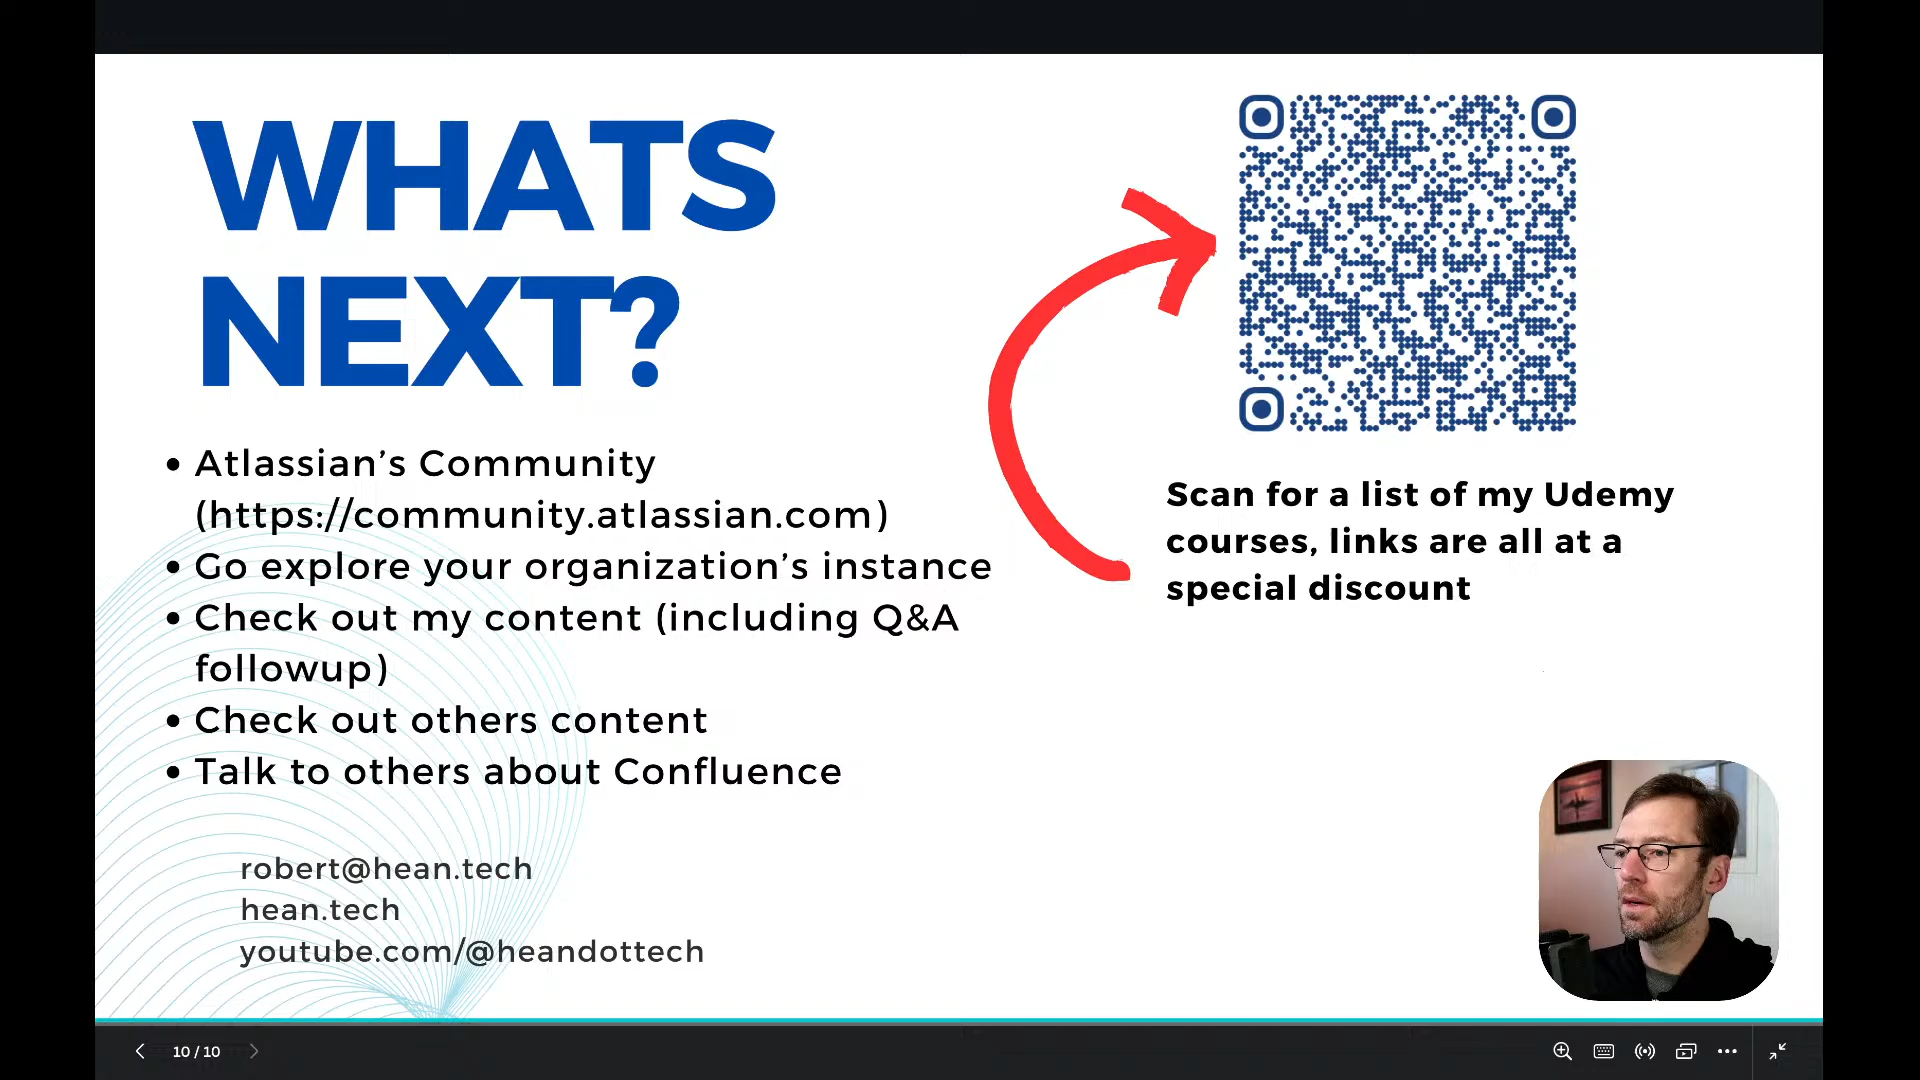 WHATS
NEXT?
• Atlassian’s Community
(https://community.atlassian.com)
• Go explore your organization’s instance
• Check out my content (including Q&A
followup)
• Check out others content
• Talk to others about Confluence
robert@hean.tech
hean.tech
youtube.com/@heandottech
Scan for a list of my Udemy
courses, links are all at a
special discount
10 / 10